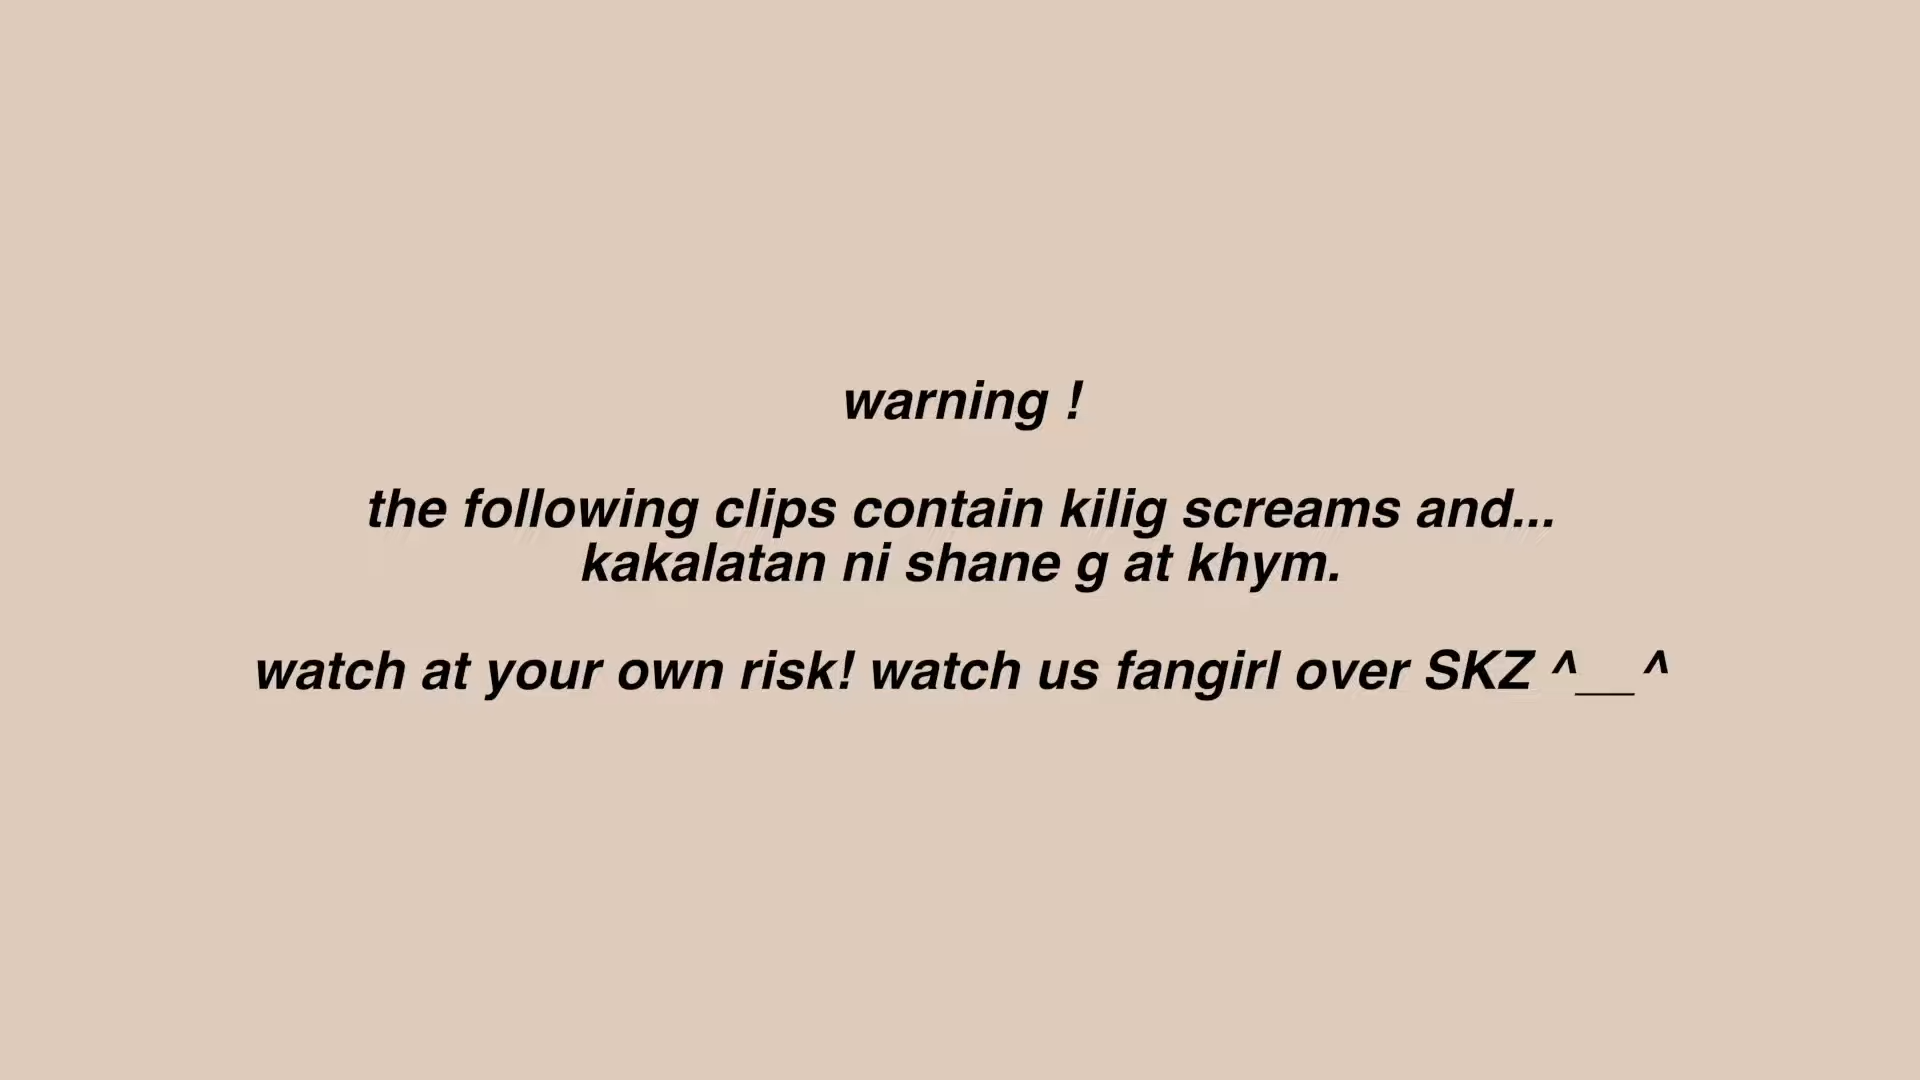 warning !
the following clips contain kilig screams and...
kakalatan ni shane g at khym.
watch at your own risk! watch us fangirl over SKZ ^__^